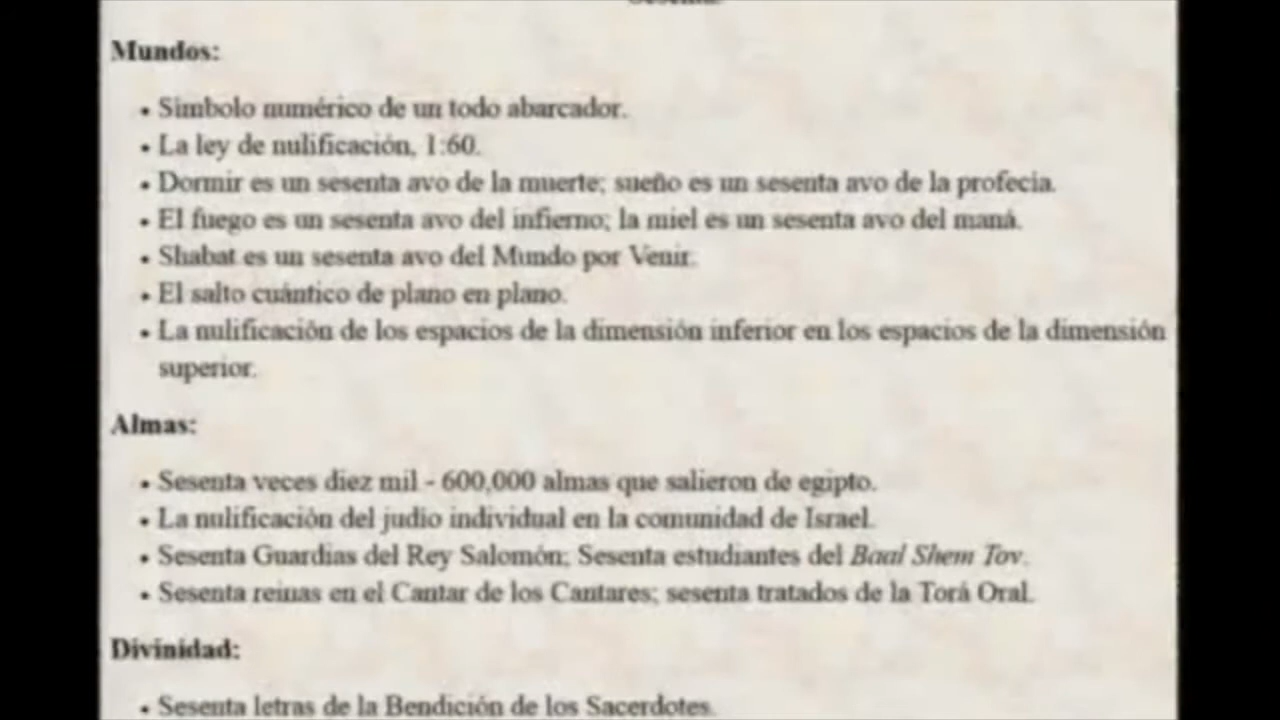 Mundos:
• Símbolo numérico de un todo abarcador.
• La ley de nulificación, 1:60.
• Dormir es un sesenta avo de la muerte; sueño es un sesenta avo de la profecía.
• El fuego es un sesenta avo del infierno; la miel es un sesenta avo del maná.
• Shabat es un sesenta avo del Mundo por Venir.
• El salto cuántico de plano en plano.
• La nulificación de los espacios de la dimensión inferior en los espacios de la dimensión
superior.
Almas:
• Sesenta veces diez mil - 600,000 almas que salieron de egipto.
• La nulificación del judio individual en la comunidad de Israel.
• Sesenta Guardias del Rey Salomón; Sesenta estudiantes del Baal Shem Tov.
• Sesenta reinas en el Cantar de los Cantares; sesenta tratados de la Torá Oral.
Divinidad:
• Sesenta letras de la Bendición de los Sacerdotes.